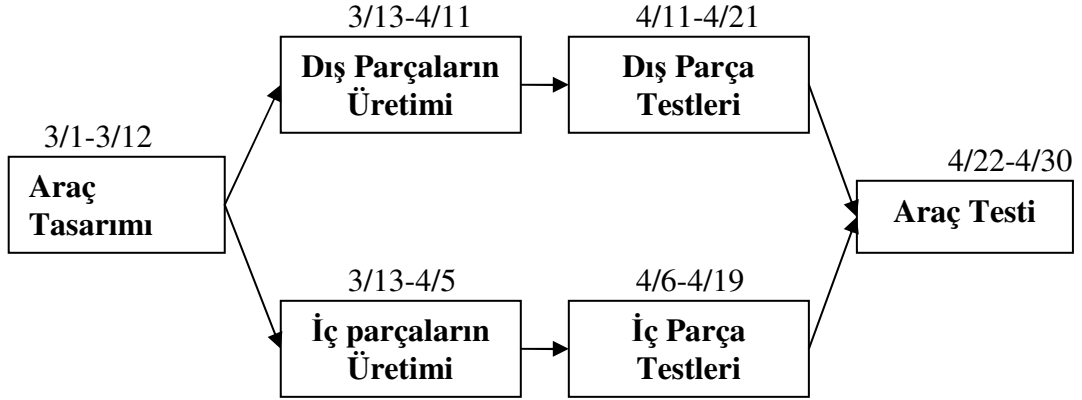 3/13-4/11
Dış Parçaların
Üretimi
4/11-4/21
Dış Parça
Testleri
3/1-3/12
Araç
Tasarımı
4/22-4/30
Araç Testi
3/13-4/5
İç parçaların
Üretimi
4/6-4/19
İç Parça
Testleri